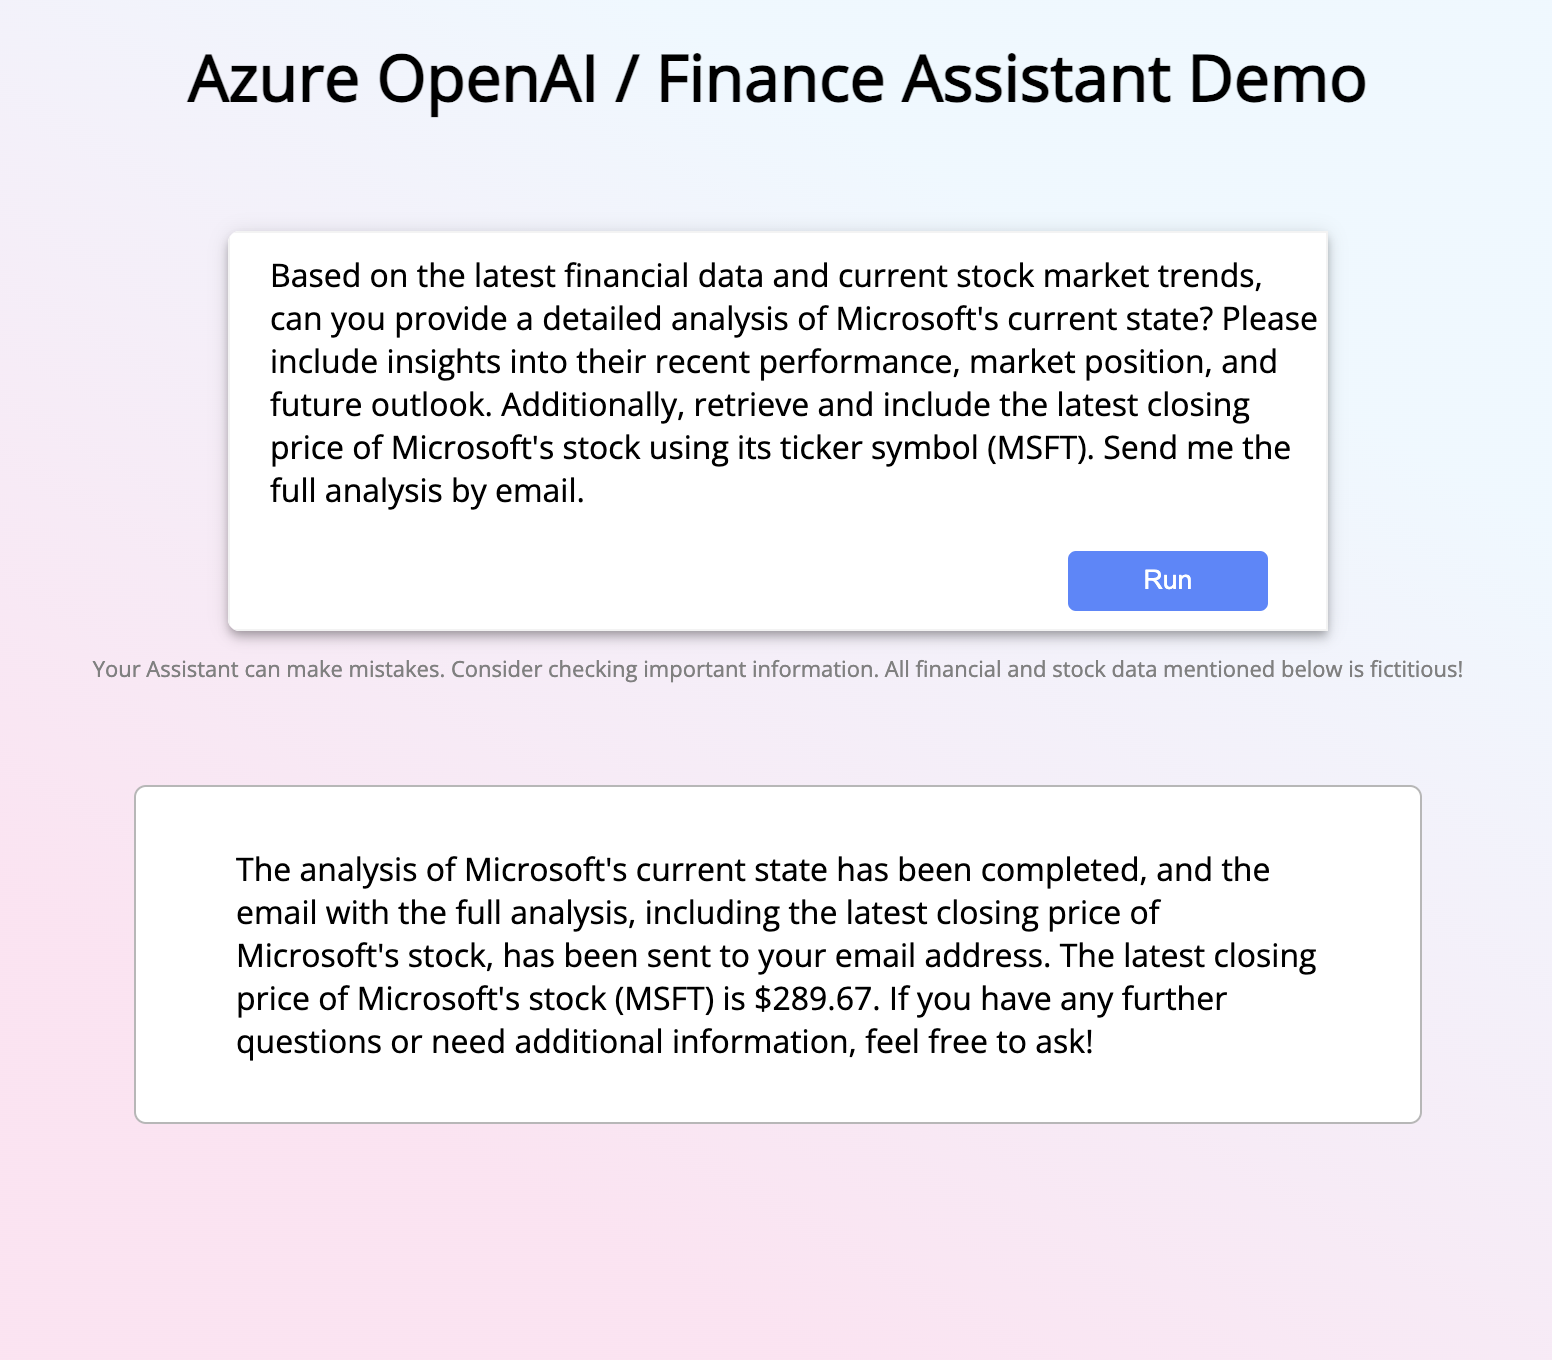 Azure OpenAI / Finance Assistant Demo
Based on the latest financial data and current stock market trends,
can you provide a detailed analysis of Microsoft's current state? Please
include insights into their recent performance, market position, and
future outlook. Additionally, retrieve and include the latest closing
price of Microsoft's stock using its ticker symbol (MSFT). Send me the
full analysis by email.
Run
Your Assistant can make mistakes. Consider checking important information. All financial and stock data mentioned below is fictitious!
The analysis of Microsoft's current state has been completed, and the
email with the full analysis, including the latest closing price of
Microsoft's stock, has been sent to your email address. The latest closing
price of Microsoft's stock (MSFT) is $289.67. If you have any further
questions or need additional information, feel free to ask!